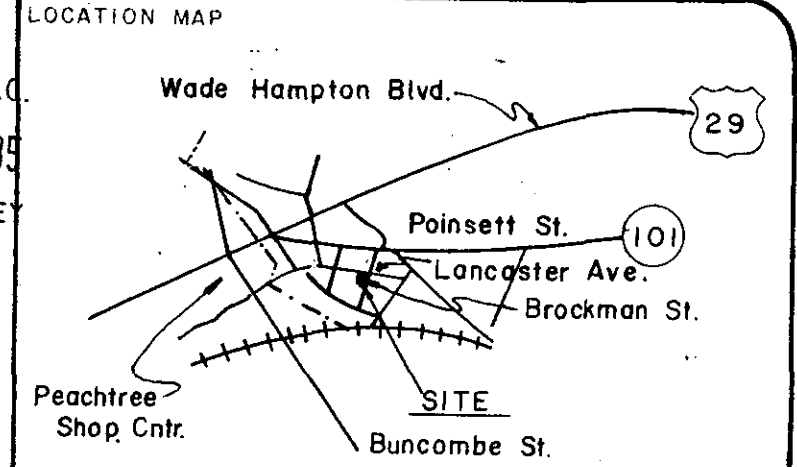 LOCATION MAP
Wade Hampton Blvd.
29
Poinsett St.
101
Lancaster Ave.
Brockman St.
Peachtree
Shop. Cntr.
SITE
Buncombe St.